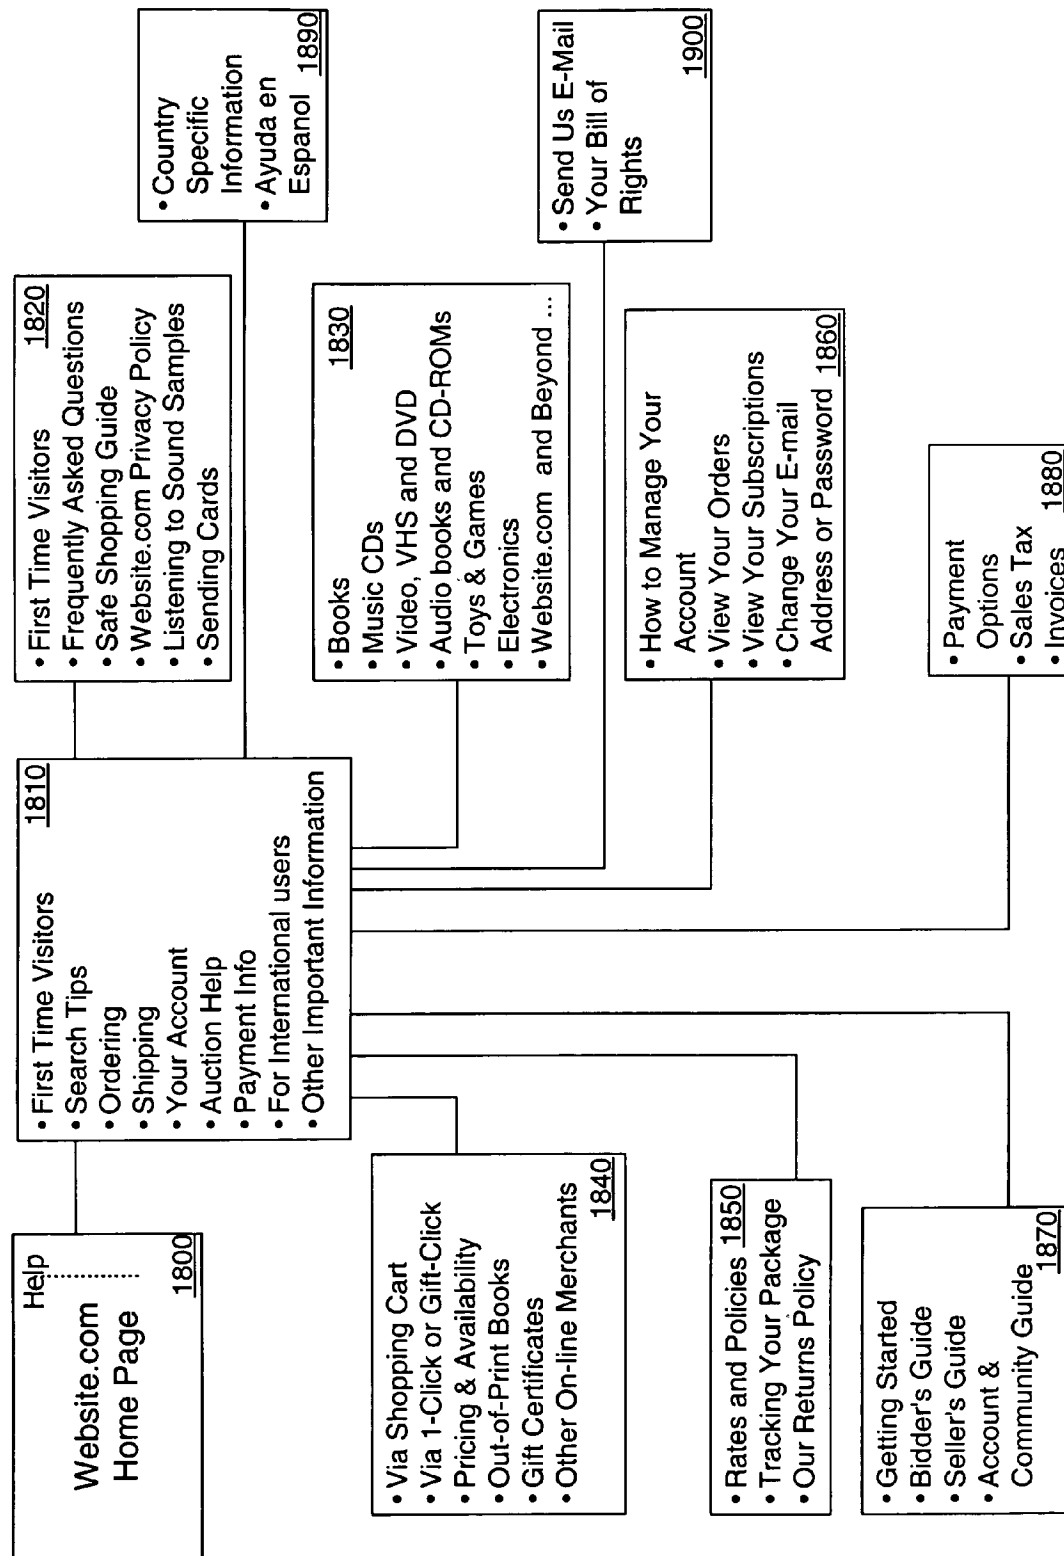 Help
Website.com
Home Page
1800
• First Time Visitors
1810
• Search Tips
• Ordering
• Shipping
• Your Account
• Auction Help
• Payment Info
• For International users
• Other Important Information
• First Time Visitors
1820
• Frequently Asked Questions
• Safe Shopping Guide
• Website.com Privacy Policy
• Listening to Sound Samples
• Sending Cards
• Country
Specific
Information
• Ayuda en
Espanol 1890
• Books
1830
• Music CDs
• Video, VHS and DVD
• Audio books and CD-ROMs
• Toys & Games
• Electronics
• Website.com and Beyond ...
• Send Us E-Mail
• Your Bill of
Rights
1900
• Via Shopping Cart
• Via 1-Click or Gift-Click
• Pricing & Availability
• Out-of-Print Books
• Gift Certificates
• Other On-line Merchants
1840
• How to Manage Your
Account
• View Your Orders
• View Your Subscriptions
• Change Your E-mail
Address or Password 1860
• Rates and Policies 1850
• Tracking Your Package
• Our Returns Policy
• Getting Started
• Bidder's Guide
• Seller's Guide
• Account &
Community Guide
1870
• Payment
Options
• Sales Tax
• Invoices 1880